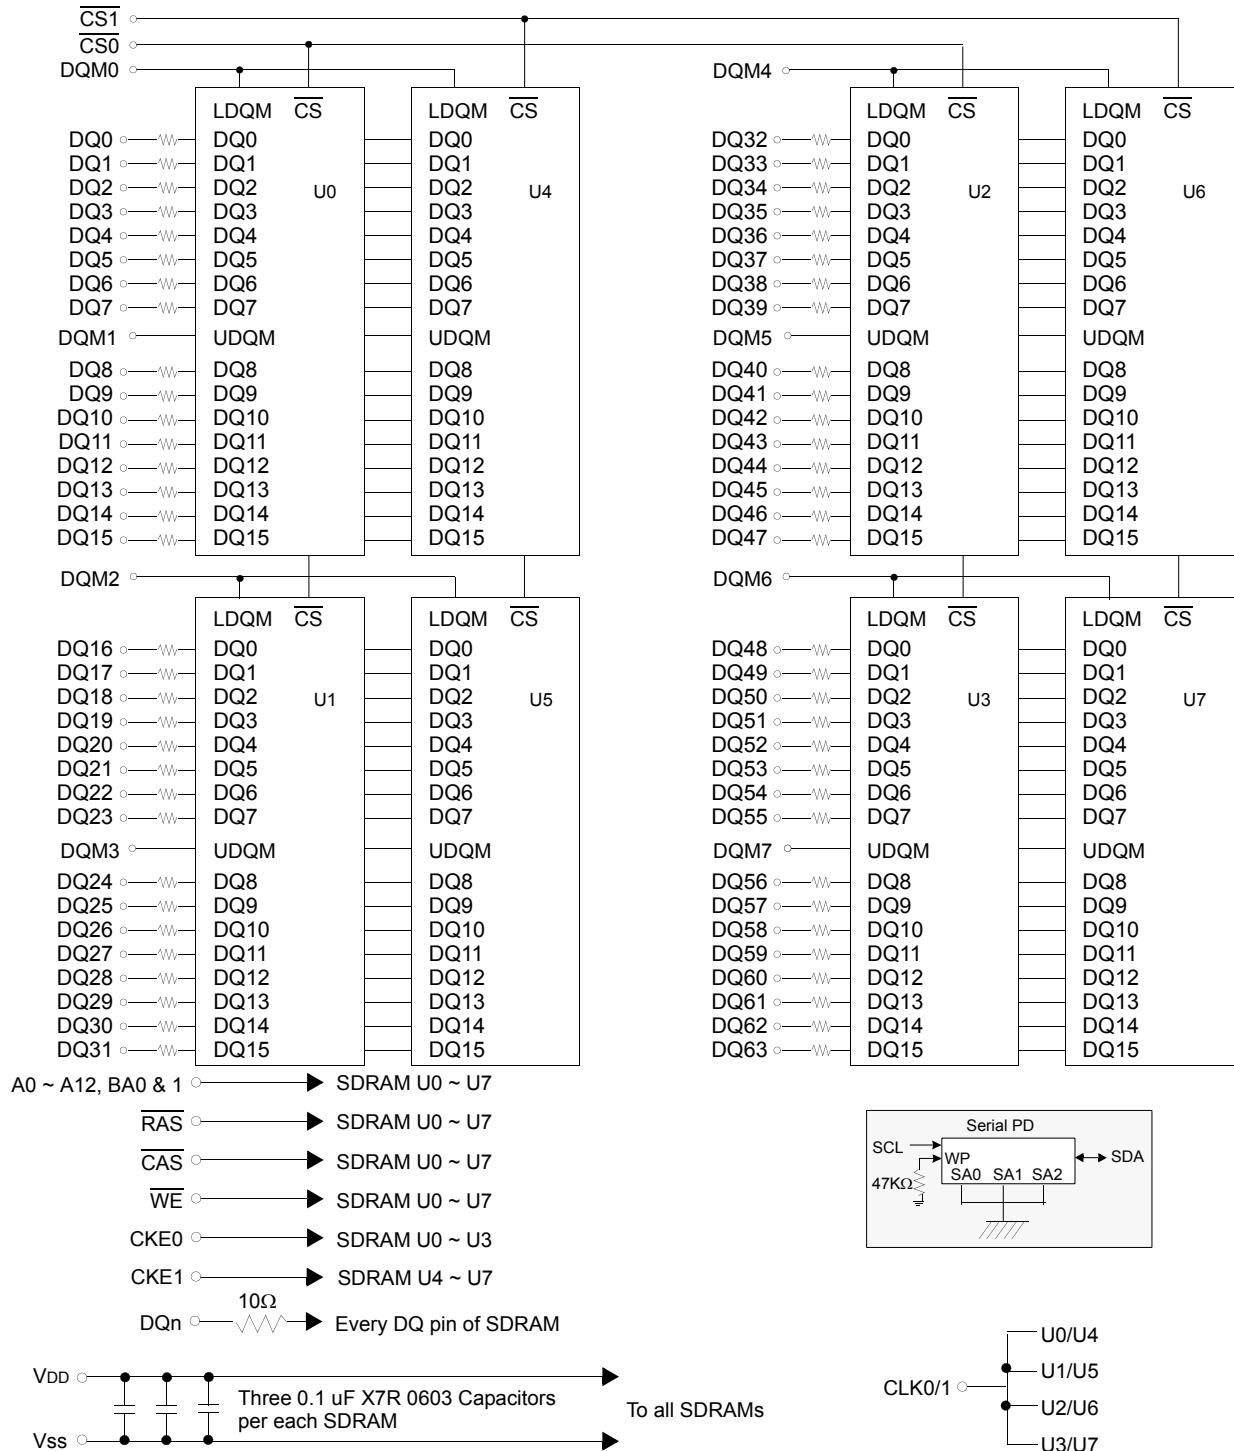 CS1
CS0
DQM0
DQM4
LDQM CS
LDQM CS
LDQM CS
LDQM CS
DQ0 DQ0 DQ0 DQ32 DQ0 DQ0
DQ1 DQ1 DQ1 DQ33 DQ1 DQ1
DQ2 DQ2 U0 DQ2 U4 DQ34 DQ2 U2 DQ2 U6
DQ3 DQ3 DQ3 DQ35 DQ3 DQ3
DQ4 DQ4 DQ4 DQ36 DQ4 DQ4
DQ5 DQ5 DQ5 DQ37 DQ5 DQ5
DQ6 DQ6 DQ6 DQ38 DQ6 DQ6
DQ7 DQ7 DQ7 DQ39 DQ7 DQ7
DQM1 UDQM UDQM DQM5 UDQM UDQM
DQ8 DQ8 DQ8 DQ40 DQ8 DQ8
DQ9 DQ9 DQ9 DQ41 DQ9 DQ9
DQ10 DQ10 DQ10 DQ42 DQ10 DQ10
DQ11 DQ11 DQ11 DQ43 DQ11 DQ11
DQ12 DQ12 DQ12 DQ44 DQ12 DQ12
DQ13 DQ13 DQ13 DQ45 DQ13 DQ13
DQ14 DQ14 DQ14 DQ46 DQ14 DQ14
DQ15 DQ15 DQ15 DQ47 DQ15 DQ15
DQM2
DQM6
LDQM CS
LDQM CS
LDQM CS
LDQM CS
DQ16 DQ0 DQ0 DQ48 DQ0 DQ0
DQ17 DQ1 DQ1 DQ49 DQ1 DQ1
DQ18 DQ2 U1 DQ2 U5 DQ50 DQ2 U3 DQ2 U7
DQ19 DQ3 DQ3 DQ51 DQ3 DQ3
DQ20 DQ4 DQ4 DQ52 DQ4 DQ4
DQ21 DQ5 DQ5 DQ53 DQ5 DQ5
DQ22 DQ6 DQ6 DQ54 DQ6 DQ6
DQ23 DQ7 DQ7 DQ55 DQ7 DQ7
DQM3 UDQM UDQM DQM7 UDQM UDQM
DQ24 DQ8 DQ8 DQ56 DQ8 DQ8
DQ25 DQ9 DQ9 DQ57 DQ9 DQ9
DQ26 DQ10 DQ10 DQ58 DQ10 DQ10
DQ27 DQ11 DQ11 DQ59 DQ11 DQ11
DQ28 DQ12 DQ12 DQ60 DQ12 DQ12
DQ29 DQ13 DQ13 DQ61 DQ13 DQ13
DQ30 DQ14 DQ14 DQ62 DQ14 DQ14
DQ31 DQ15 DQ15 DQ63 DQ15 DQ15
A0 ~ A12, BA0 & 1 SDRAM U0 ~ U7
RAS SDRAM U0 ~ U7
CAS SDRAM U0 ~ U7
WE SDRAM U0 ~ U7
CKE0 SDRAM U0 ~ U3
CKE1 SDRAM U4 ~ U7
10Ω
DQn Every DQ pin of SDRAM
Serial PD
SCL
WP
SDA
47KΩ
SA0 SA1 SA2
VDD
Three 0.1 uF X7R 0603 Capacitors
per each SDRAM
To all SDRAMs
Vss
CLK0/1
U0/U4
U1/U5
U2/U6
U3/U7